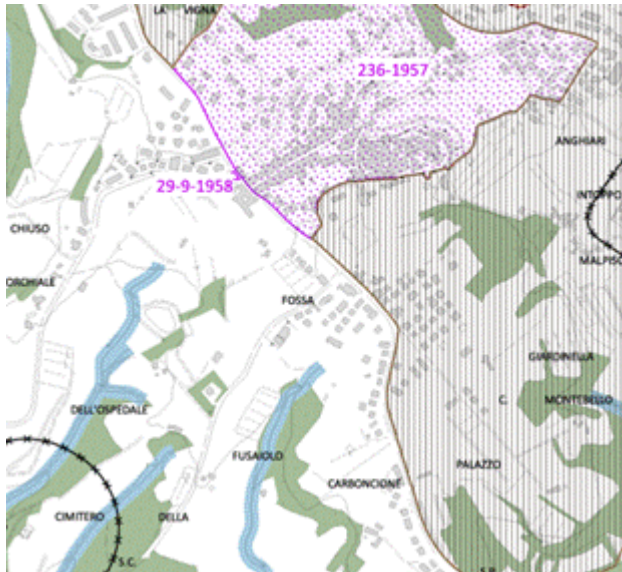 LA VIGNA
236-1957
ANGHIARI
29-9-1958
INTOPPO
CHIUSO
MALPISO
ORCHIALE
FOSSA
GIARDINELLA
C. MONTEBELLO
DELL'OSPEDALE
FUSAIOLO
PALAZZO
CARBONCIONE
CIMITERO DELLA
S.C.